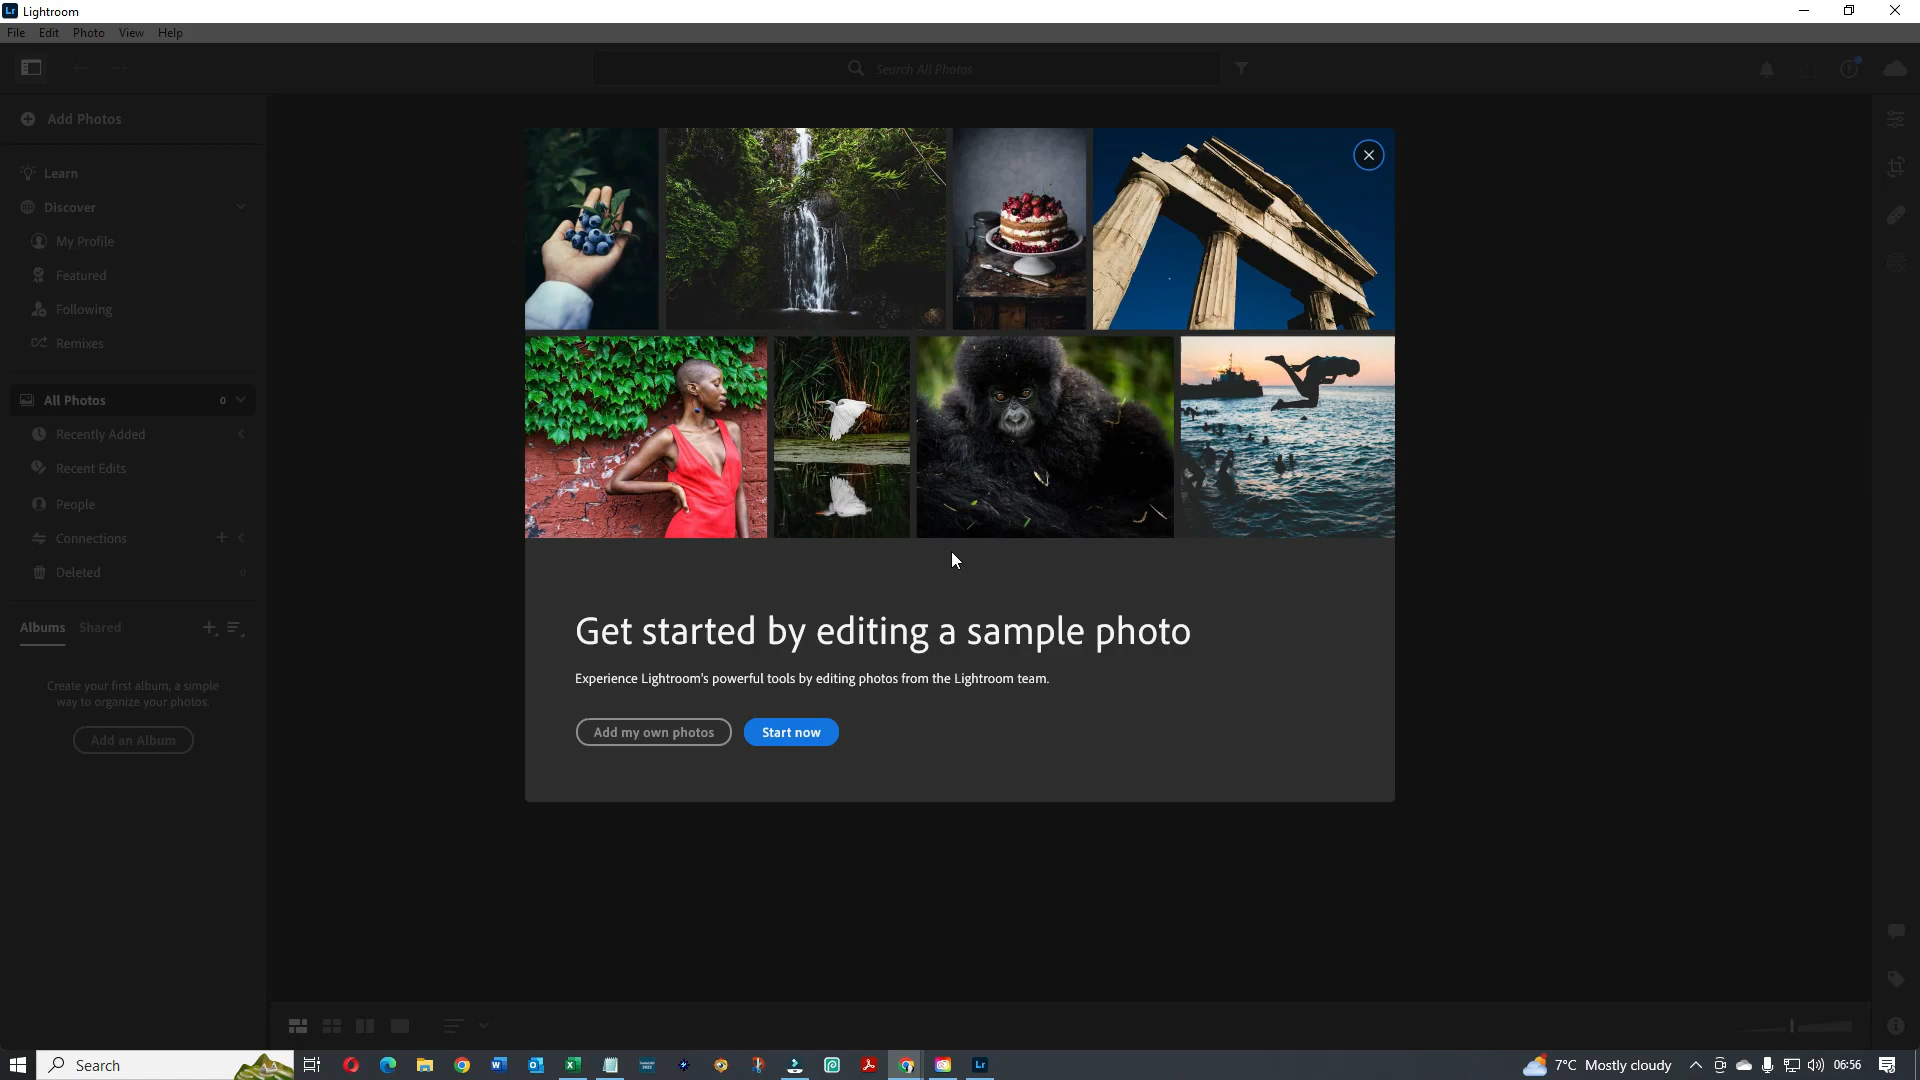 Lightroom
File Edit Photo View Help
Search All Photos
Add Photos
Learn
Discover
My Profile
Featured
Following
Remixes
All Photos 0
Recently Added
Recent Edits
People
Connections
Deleted 0
Albums Shared
Create your first album, a simple
way to organize your photos.
Add an Album
Get started by editing a sample photo
Experience Lightroom's powerful tools by editing photos from the Lightroom team.
Add my own photos Start now
Search
7°C Mostly cloudy 06:56